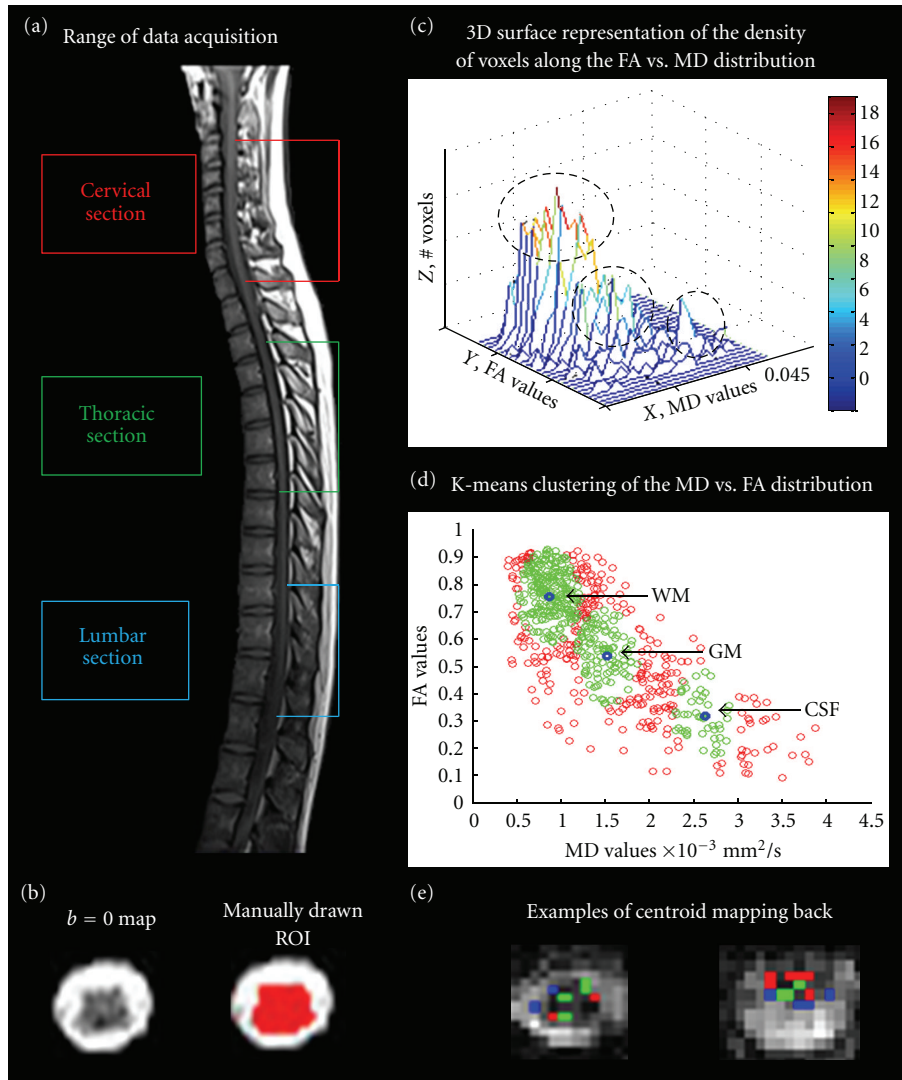 (a)
Range of data acquisition
Cervical
section
Thoracic
section
Lumbar
section
(b)
b = 0 map
Manually drawn
ROI
(c)
3D surface representation of the density
of voxels along the FA vs. MD distribution
Z, # voxels
Y, FA values
X, MD values
0.045
18
16
14
12
10
8
6
4
2
0
(d)
K-means clustering of the MD vs. FA distribution
1
0.9
0.8
0.7
0.6
0.5
0.4
0.3
0.2
0.1
0
FA values
WM
GM
CSF
0 0.5 1 1.5 2 2.5 3 3.5 4 4.5
MD values ×10⁻³ mm²/s
(e)
Examples of centroid mapping back